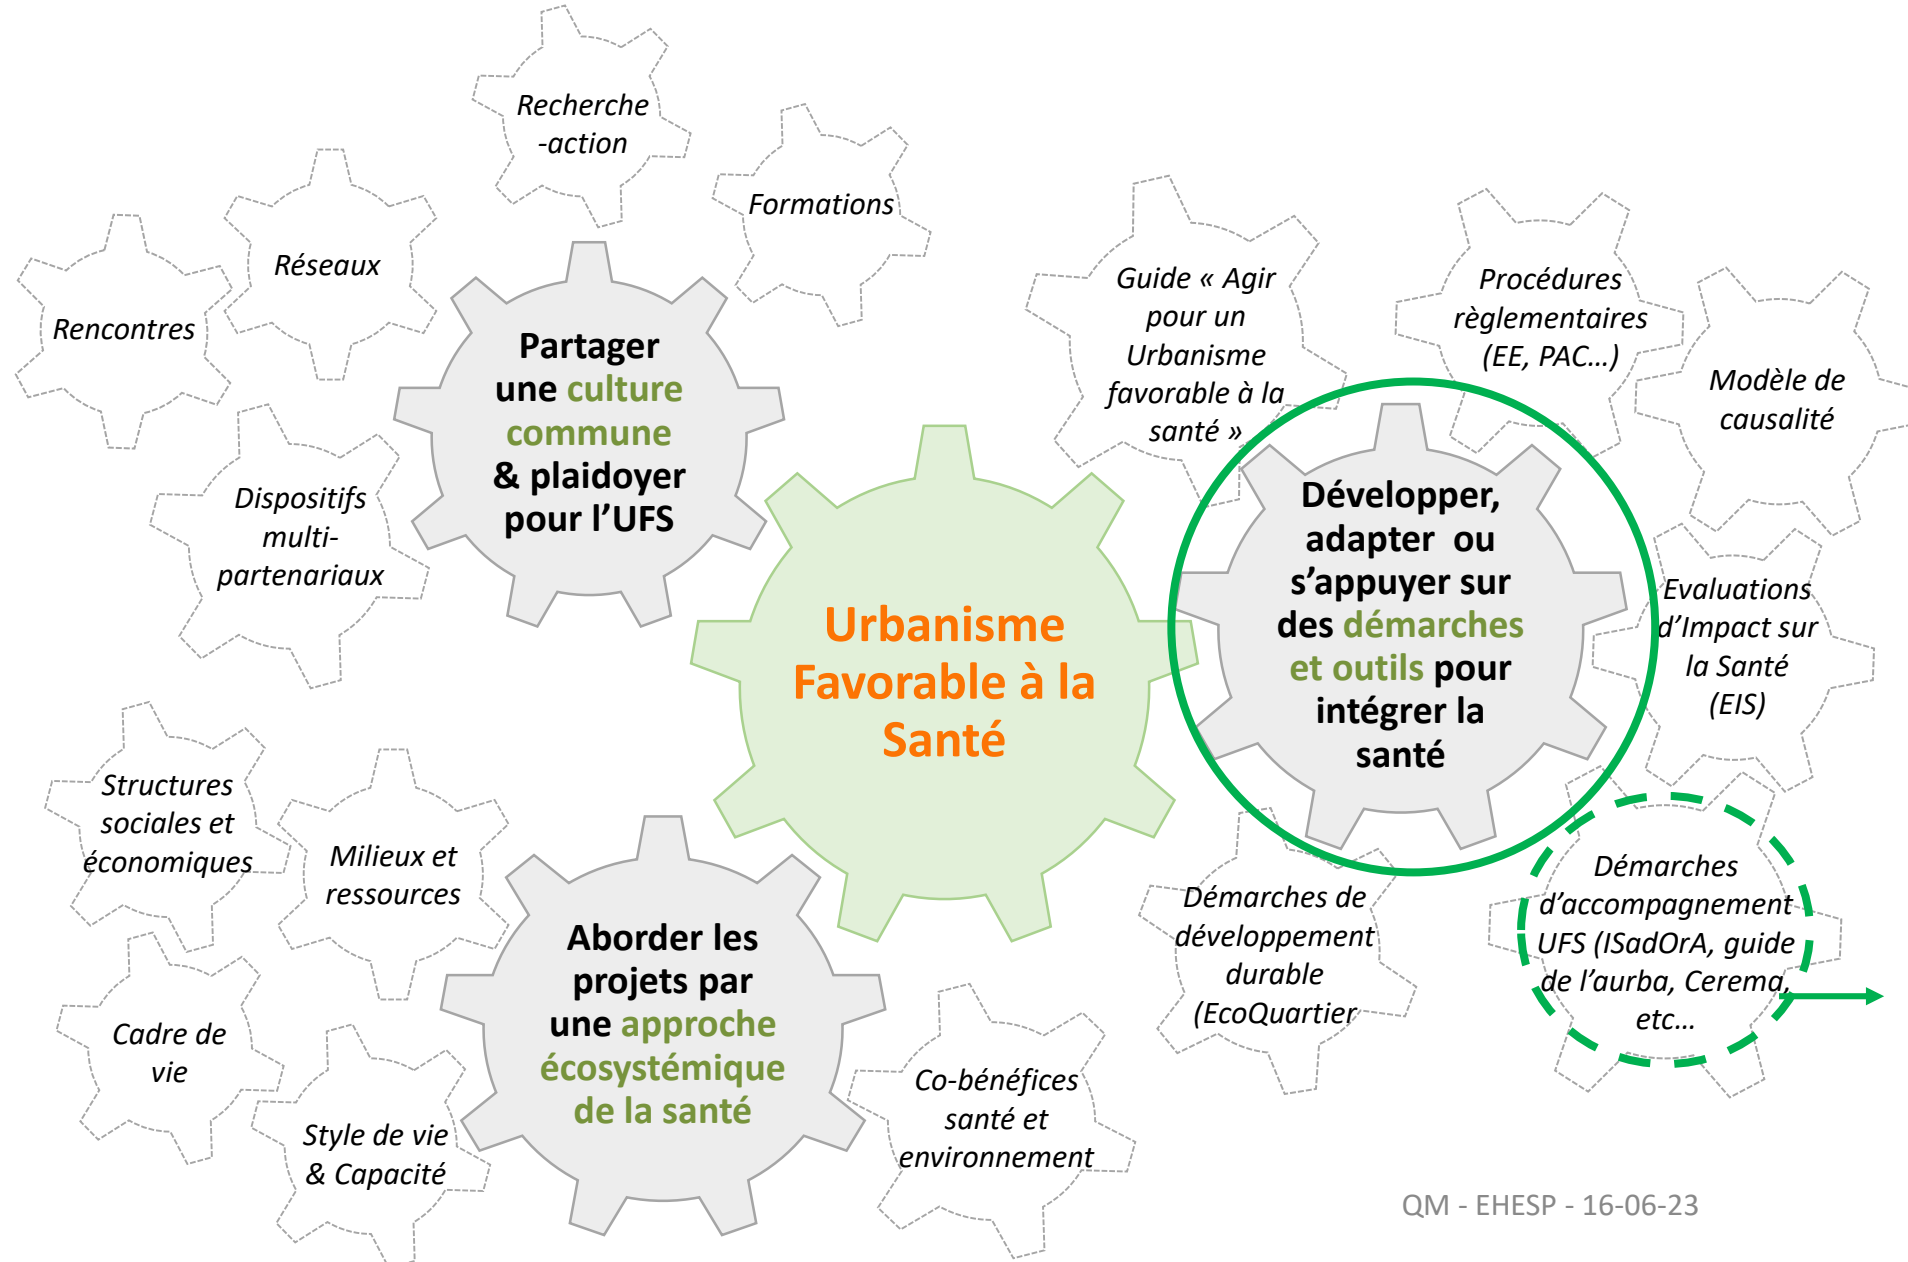 Recherche
-action
Formations
Réseaux
Rencontres
Dispositifs
multi-
partenariaux
Partager
une culture
commune
& plaidoyer
pour l’UFS
Guide « Agir
pour un
Urbanisme
favorable à la
santé »
Procédures
règlementaires
(EE, PAC…)
Modèle de
causalité
Evaluations
d’Impact sur
la Santé
(EIS)
Développer,
adapter ou
s’appuyer sur
des démarches
et outils pour
intégrer la
santé
Urbanisme
Favorable à la
Santé
Démarches
d’accompagnement
UFS (ISadOrA, guide
de l’aurba, Cerema,
etc…
Démarches de
développement
durable
(EcoQuartier
Structures
sociales et
économiques
Milieux et
ressources
Cadre de
vie
Style de vie
& Capacité
Aborder les
projets par
une approche
écosystémique
de la santé
Co-bénéfices
santé et
environnement
QM - EHESP - 16-06-23